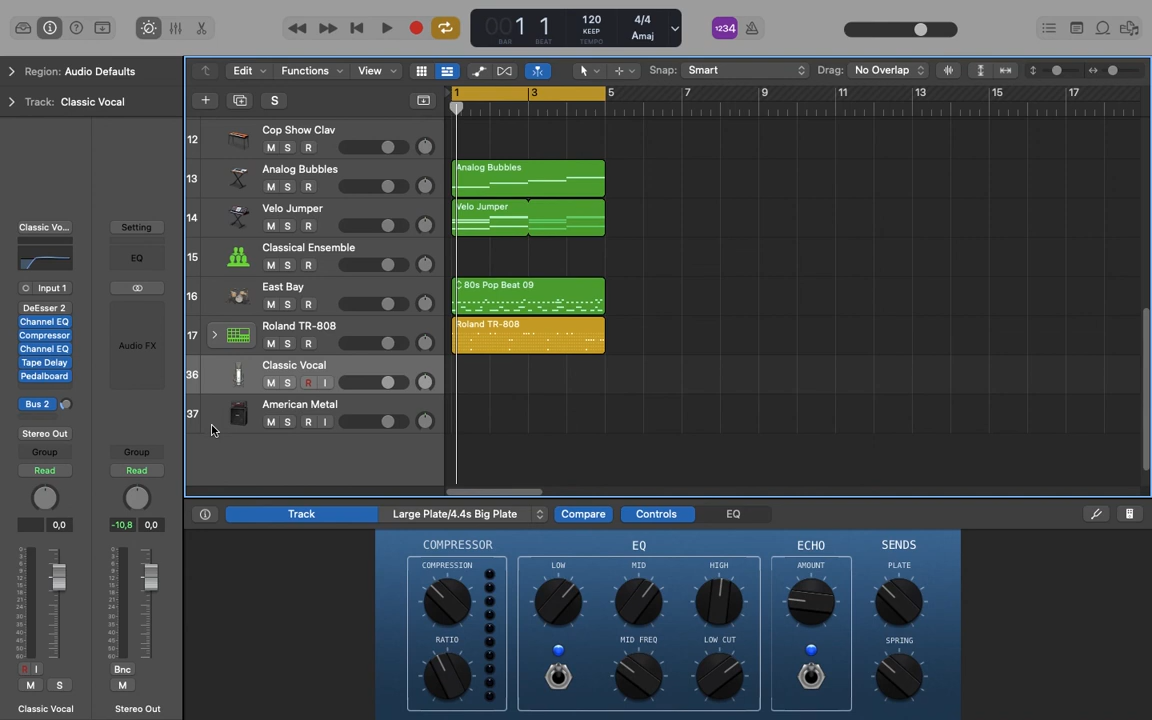 1 1 120 4/4
KEEP Amaj
BAR BEAT TEMPO
1234
Region: Audio Defaults
Edit Functions View Snap: Smart Drag: No Overlap
Track: Classic Vocal
S
1 3 5 7 9 11 13 15 17
12 Cop Show Clav
M S R
13 Analog Bubbles
M S R
Analog Bubbles
14 Velo Jumper
M S R
Velo Jumper
15 Classical Ensemble
M S R
16 East Bay
M S R
80s Pop Beat 09
17 Roland TR-808
M S R
Roland TR-808
36 Classic Vocal
M S R I
37 American Metal
M S R I
Classic Vo... Setting
EQ
Input 1
DeEsser 2
Channel EQ
Compressor
Channel EQ
Audio FX
Tape Delay
Pedalboard
Bus 2
Stereo Out
Group Group
Read Read
0,0 -10,8 0,0
R I Bnc
M S M
Classic Vocal Stereo Out
Track Large Plate/4.4s Big Plate Compare Controls EQ
COMPRESSOR EQ ECHO SENDS
COMPRESSION LOW MID HIGH AMOUNT PLATE
RATIO MID FREQ LOW CUT SPRING